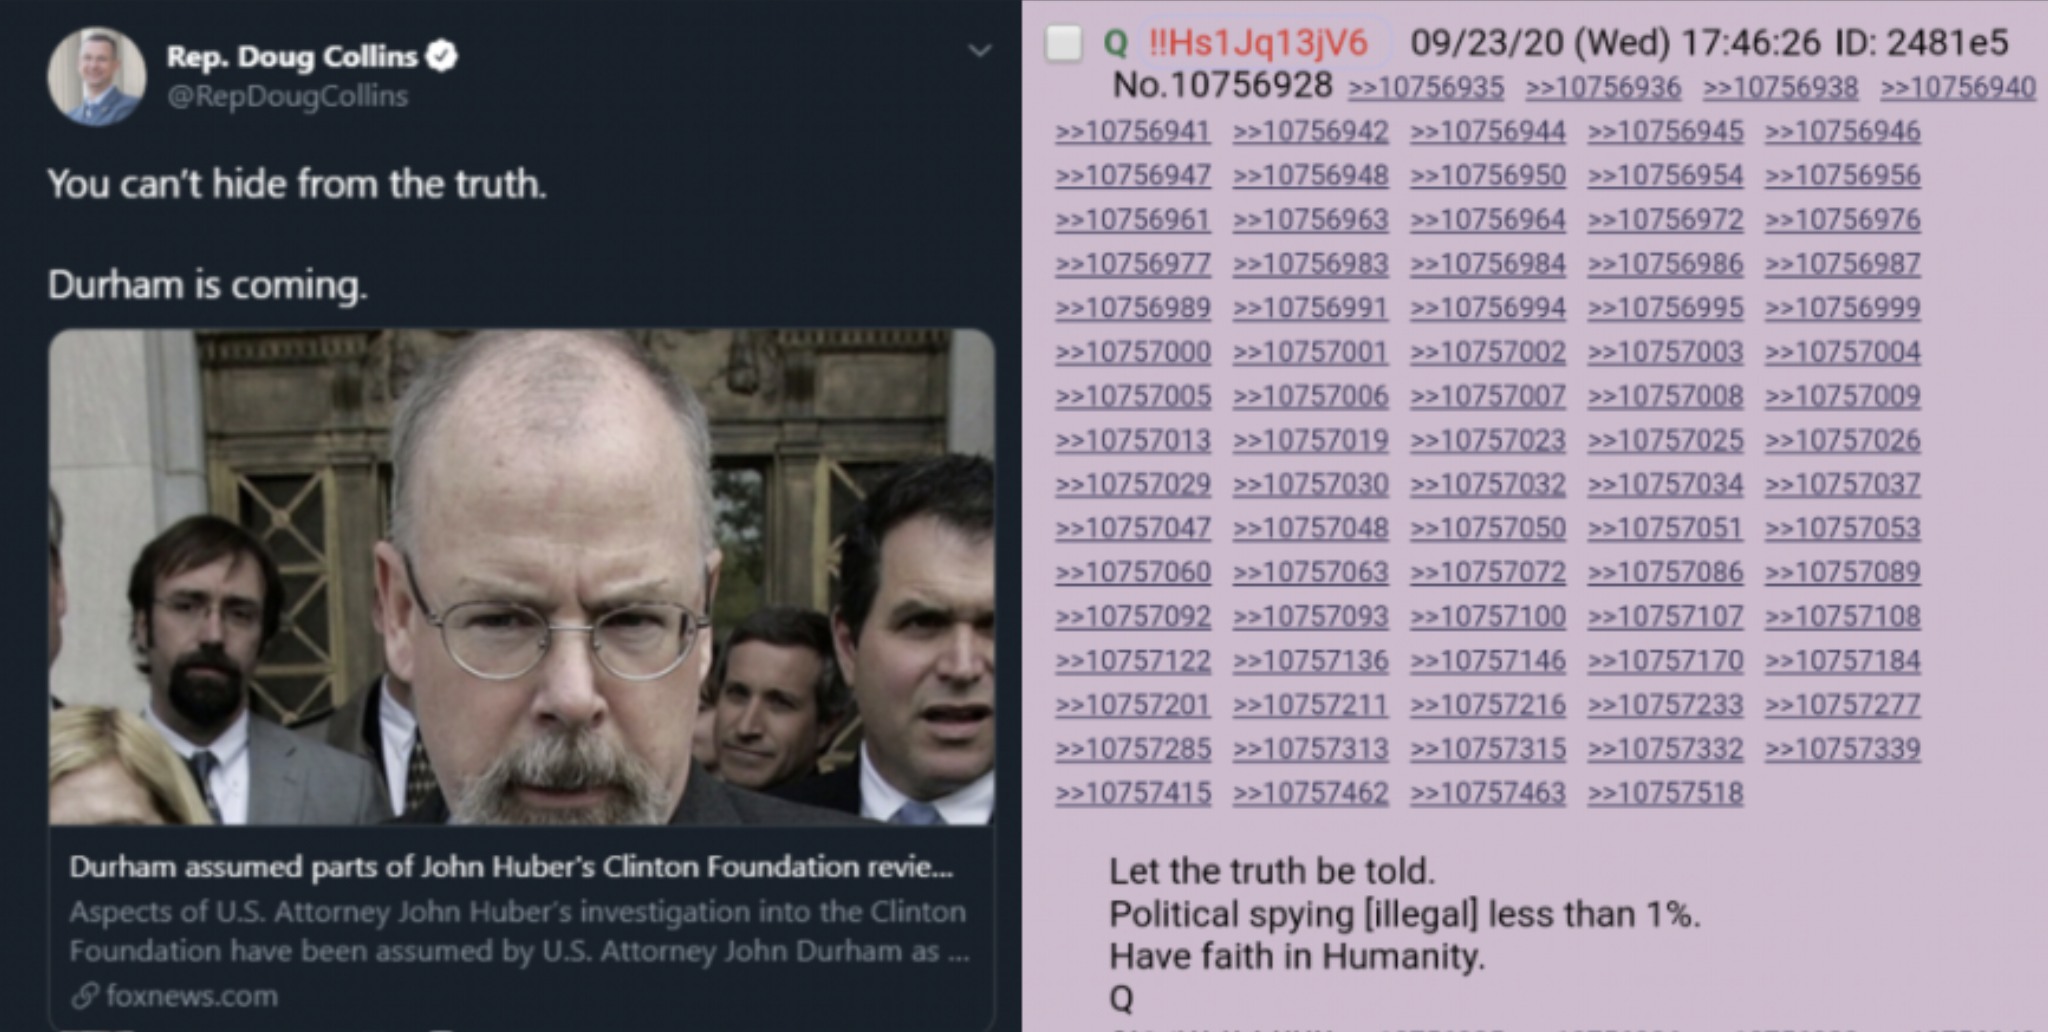 Rep. Doug Collins
@RepDougCollins
You can't hide from the truth.
Durham is coming.
Durham assumed parts of John Huber's Clinton Foundation revie...
Aspects of U.S. Attorney John Huber's investigation into the Clinton
Foundation have been assumed by U.S. Attorney John Durham as ...
foxnews.com
Q !!Hs1Jq13jV6 09/23/20 (Wed) 17:46:26 ID: 2481e5
No.10756928 >>10756935 >>10756936 >>10756938 >>10756940
>>10756941 >>10756942 >>10756944 >>10756945 >>10756946
>>10756947 >>10756948 >>10756950 >>10756954 >>10756956
>>10756961 >>10756963 >>10756964 >>10756972 >>10756976
>>10756977 >>10756983 >>10756984 >>10756986 >>10756987
>>10756989 >>10756991 >>10756994 >>10756995 >>10756999
>>10757000 >>10757001 >>10757002 >>10757003 >>10757004
>>10757005 >>10757006 >>10757007 >>10757008 >>10757009
>>10757013 >>10757019 >>10757023 >>10757025 >>10757026
>>10757029 >>10757030 >>10757032 >>10757034 >>10757037
>>10757047 >>10757048 >>10757050 >>10757051 >>10757053
>>10757060 >>10757063 >>10757072 >>10757086 >>10757089
>>10757092 >>10757093 >>10757100 >>10757107 >>10757108
>>10757122 >>10757136 >>10757146 >>10757170 >>10757184
>>10757201 >>10757211 >>10757216 >>10757233 >>10757277
>>10757285 >>10757313 >>10757315 >>10757332 >>10757339
>>10757415 >>10757462 >>10757463 >>10757518
Let the truth be told.
Political spying [illegal] less than 1%.
Have faith in Humanity.
Q